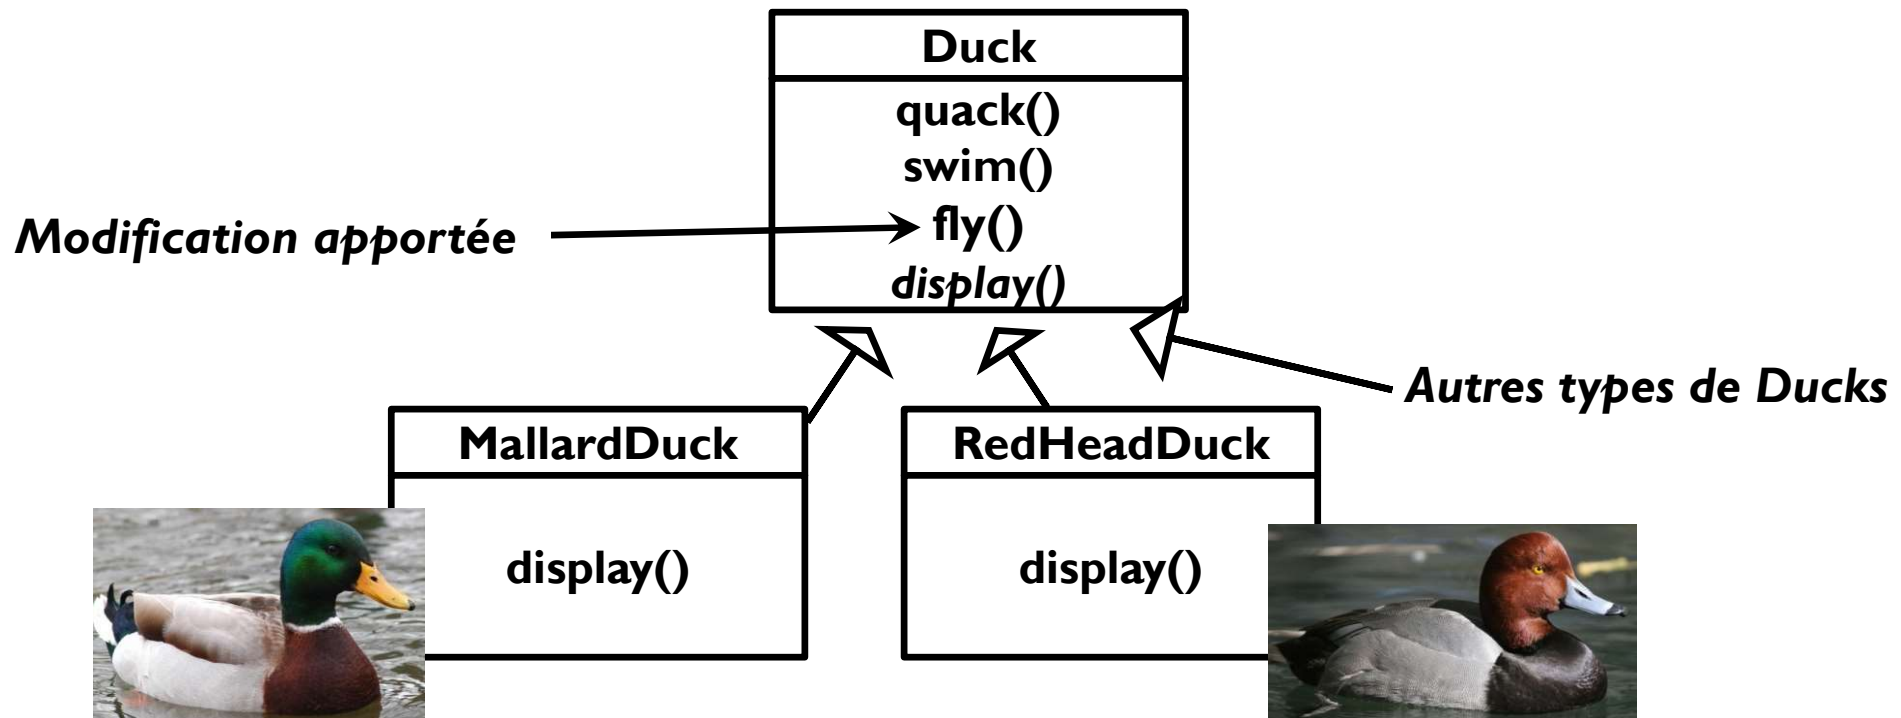 Duck
quack()
swim()
fly()
display()
Modification apportée
Autres types de Ducks
MallardDuck
display()
RedHeadDuck
display()